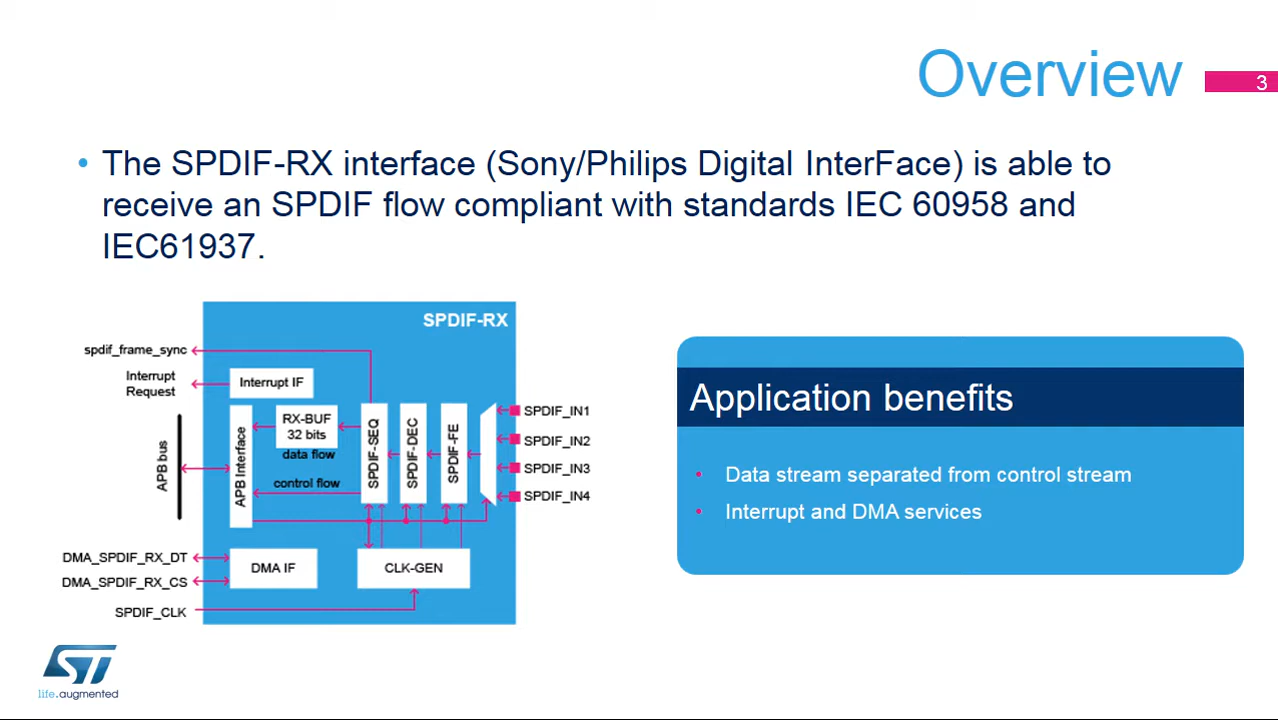 Overview
3
• The SPDIF-RX interface (Sony/Philips Digital InterFace) is able to
receive an SPDIF flow compliant with standards IEC 60958 and
IEC61937.
SPDIF-RX
spdif_frame_sync
Interrupt
Request
Interrupt IF
APB bus
APB Interface
RX-BUF
32 bits
data flow
control flow
SPDIF-SEQ
SPDIF-DEC
SPDIF-FE
SPDIF_IN1
SPDIF_IN2
SPDIF_IN3
SPDIF_IN4
DMA_SPDIF_RX_DT
DMA_SPDIF_RX_CS
DMA IF
CLK-GEN
SPDIF_CLK
Application benefits
• Data stream separated from control stream
• Interrupt and DMA services
ST
life.augmented